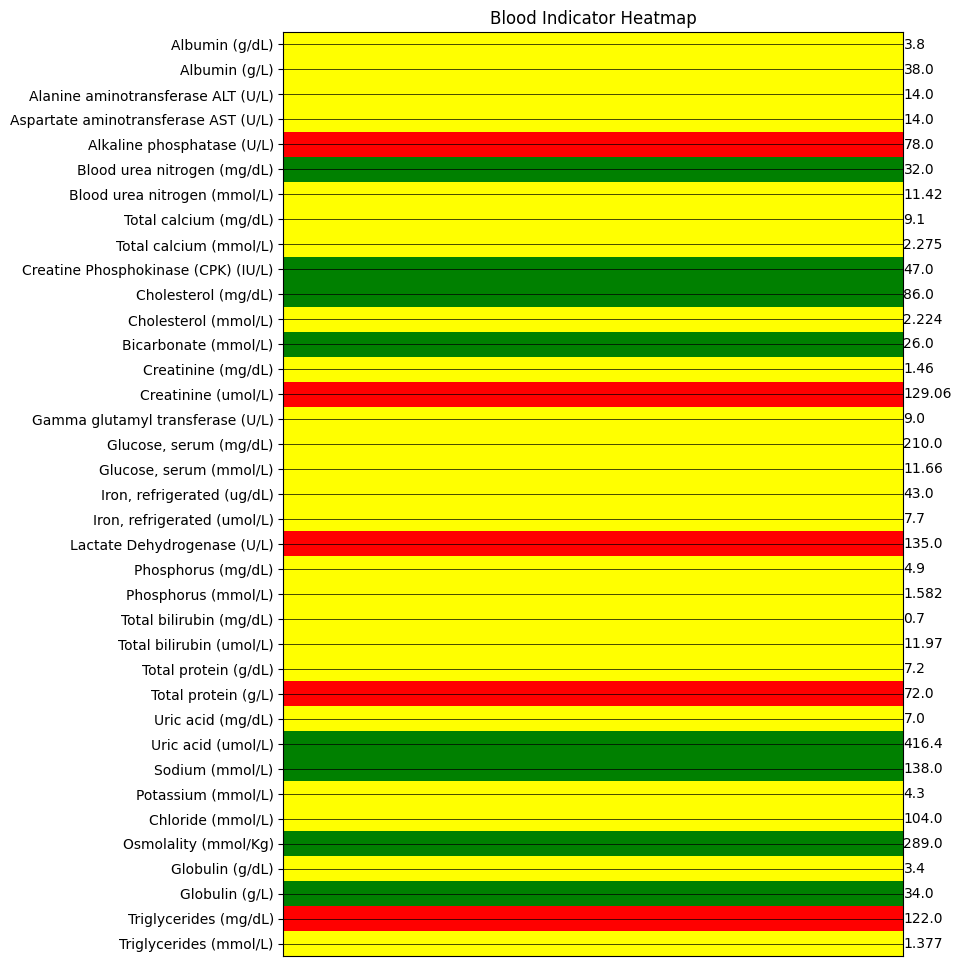 Blood Indicator Heatmap
Albumin (g/dL) 3.8
Albumin (g/L) 38.0
Alanine aminotransferase ALT (U/L) 14.0
Aspartate aminotransferase AST (U/L) 14.0
Alkaline phosphatase (U/L) 78.0
Blood urea nitrogen (mg/dL) 32.0
Blood urea nitrogen (mmol/L) 11.42
Total calcium (mg/dL) 9.1
Total calcium (mmol/L) 2.275
Creatine Phosphokinase (CPK) (IU/L) 47.0
Cholesterol (mg/dL) 86.0
Cholesterol (mmol/L) 2.224
Bicarbonate (mmol/L) 26.0
Creatinine (mg/dL) 1.46
Creatinine (umol/L) 129.06
Gamma glutamyl transferase (U/L) 9.0
Glucose, serum (mg/dL) 210.0
Glucose, serum (mmol/L) 11.66
Iron, refrigerated (ug/dL) 43.0
Iron, refrigerated (umol/L) 7.7
Lactate Dehydrogenase (U/L) 135.0
Phosphorus (mg/dL) 4.9
Phosphorus (mmol/L) 1.582
Total bilirubin (mg/dL) 0.7
Total bilirubin (umol/L) 11.97
Total protein (g/dL) 7.2
Total protein (g/L) 72.0
Uric acid (mg/dL) 7.0
Uric acid (umol/L) 416.4
Sodium (mmol/L) 138.0
Potassium (mmol/L) 4.3
Chloride (mmol/L) 104.0
Osmolality (mmol/Kg) 289.0
Globulin (g/dL) 3.4
Globulin (g/L) 34.0
Triglycerides (mg/dL) 122.0
Triglycerides (mmol/L) 1.377